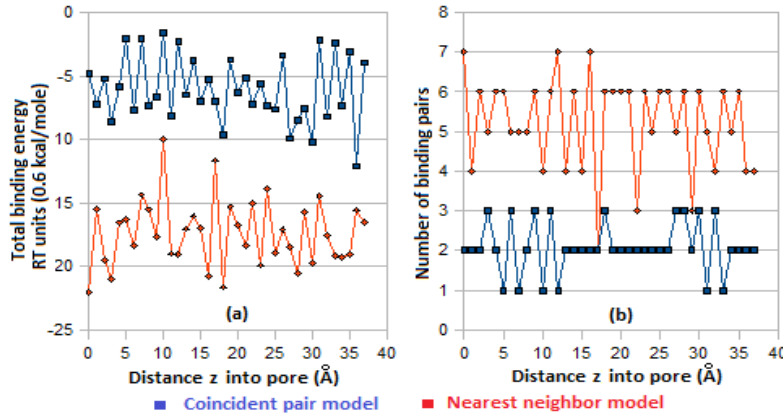 Total binding energy
RT units (0.6 kcal/mole)
0
-5
10
15
20
-25
0 5 10 15 20 25 30 35 40
(a)
Distance z into pore (Å)
Number of binding pairs
8
7
6
5
4
3
2
1
0
0 5 10 15 20 25 30 35 40
(b)
Distance z into pore (Å)
Coincident pair model
Nearest neighbor model